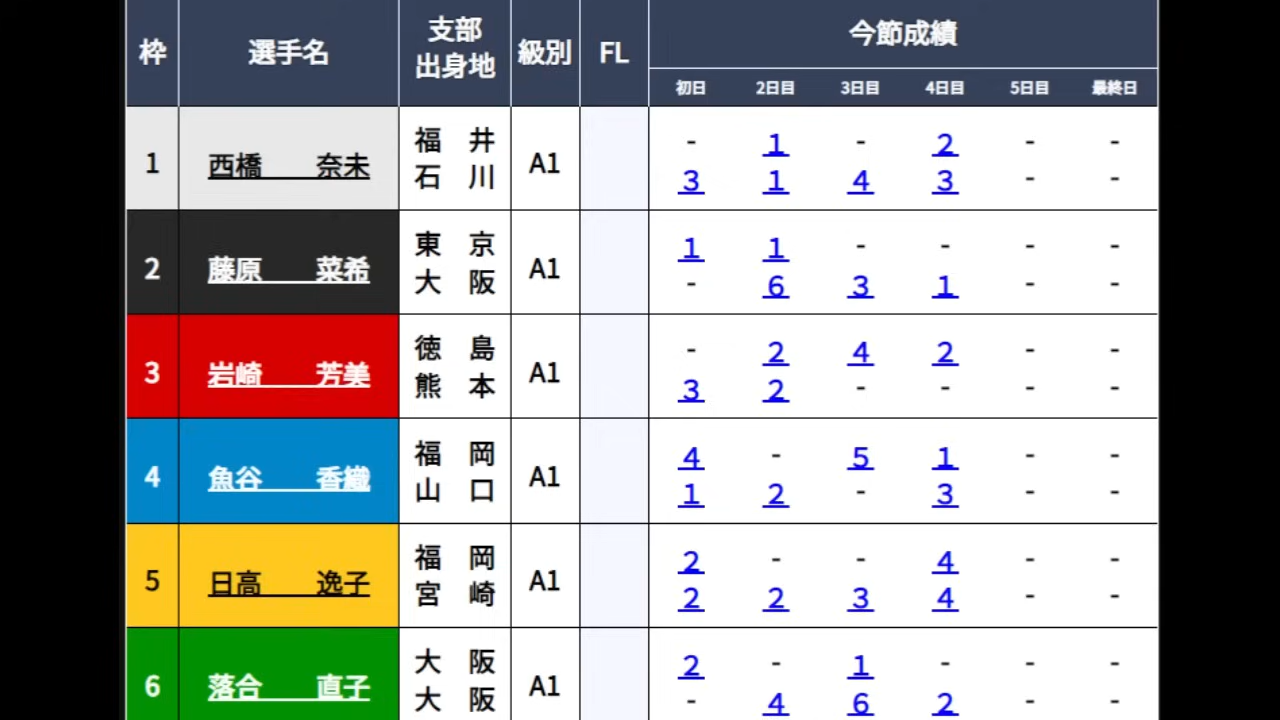 枠 選手名 支部 出身地 級別 FL 今節成績
初日 2日目 3日目 4日目 5日目 最終日
1 西橋 奈未 福井 石川 A1
- 1 - 2 - -
3 1 4 3 - -
2 藤原 菜希 東京 大阪 A1
1 1 - - - -
- 6 3 1 - -
3 岩崎 芳美 徳島 熊本 A1
- 2 4 2 - -
3 2 - - - -
4 魚谷 香織 福岡 山口 A1
4 - 5 1 - -
1 2 - 3 - -
5 日高 逸子 福岡 宮崎 A1
2 - - 4 - -
2 2 3 4 - -
6 落合 直子 大阪 大阪 A1
2 - 1 - - -
- 4 6 2 - -